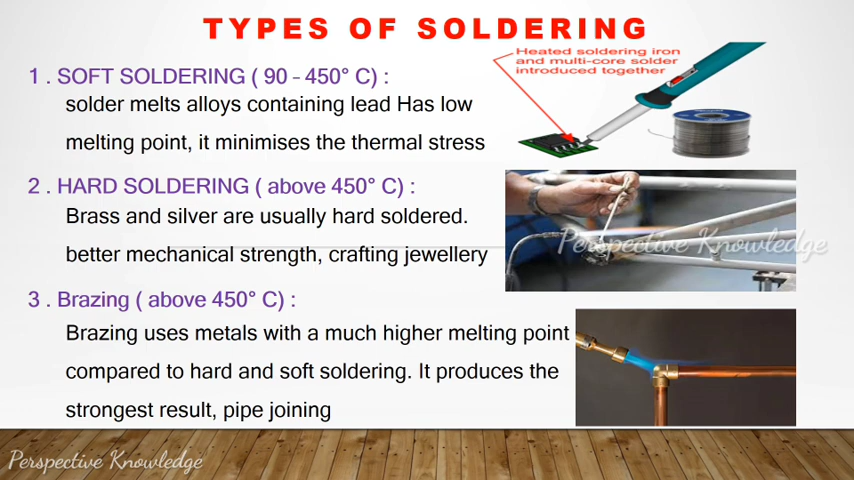 TYPES OF SOLDERING
Heated soldering iron
and multi-core solder
introduced together
1 . SOFT SOLDERING ( 90 - 450° C) :
solder melts alloys containing lead Has low
melting point, it minimises the thermal stress
2 . HARD SOLDERING ( above 450° C) :
Brass and silver are usually hard soldered.
better mechanical strength, crafting jewellery
Perspective Knowledge
3 . Brazing ( above 450° C) :
Brazing uses metals with a much higher melting point
compared to hard and soft soldering. It produces the
strongest result, pipe joining
Perspective Knowledge